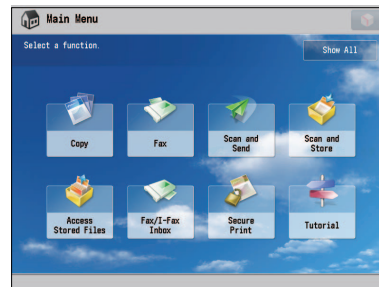 Main Menu
Select a function.
Show All
Copy
Fax
Scan and
Send
Scan and
Store
Access
Stored Files
Fax/I-Fax
Inbox
Secure
Print
Tutorial